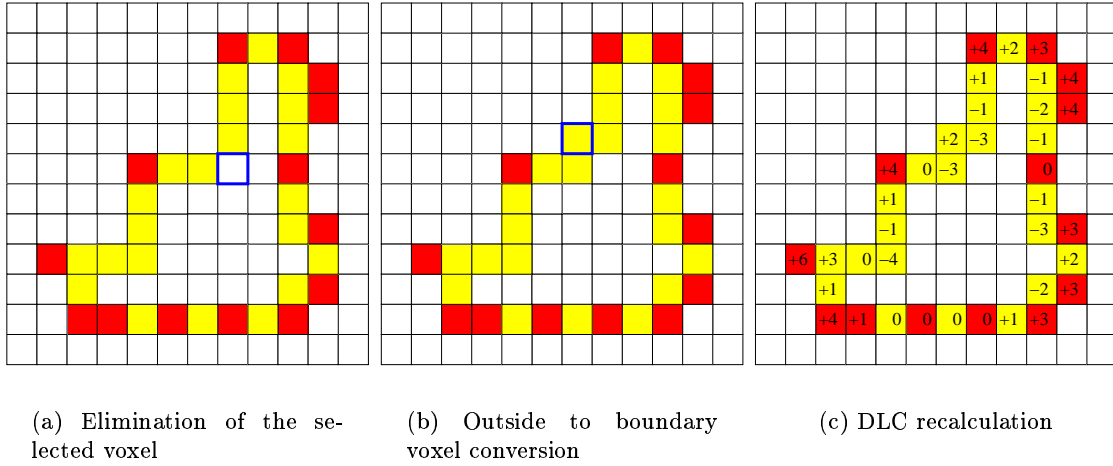 +4 +2 +3
+1 −1 +4
−1 −2 +4
+2 −3 −1
+4 0 −3 0
+1 −1
−1 −3 +3
+6 +3 0 −4 +2
+1 −2 +3
+4 +1 0 0 0 0 +1 +3
(a) Elimination of the se-
lected voxel
(b) Outside to boundary
voxel conversion
(c) DLC recalculation